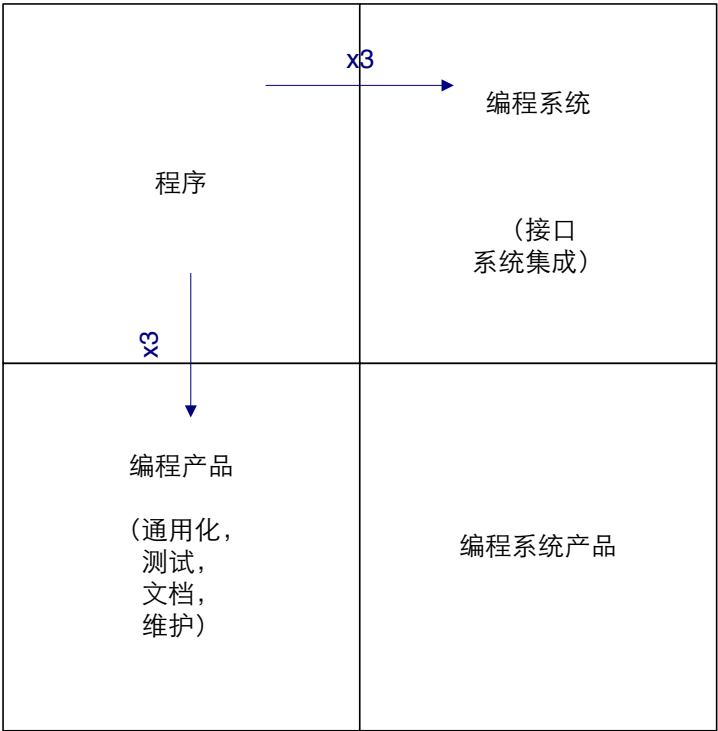 x3
编程系统
程序
（接口
系统集成）
x3
编程产品
（通用化，
测试，
文档，
维护）
编程系统产品